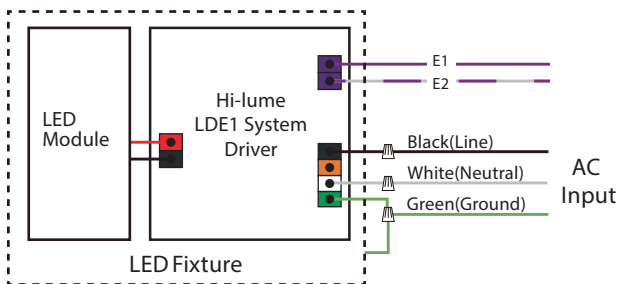 E1
E2
LED
Module
Hi-lume
LDE1 System
Driver
Black(Line)
White(Neutral)
Green(Ground)
AC
Input
LED Fixture